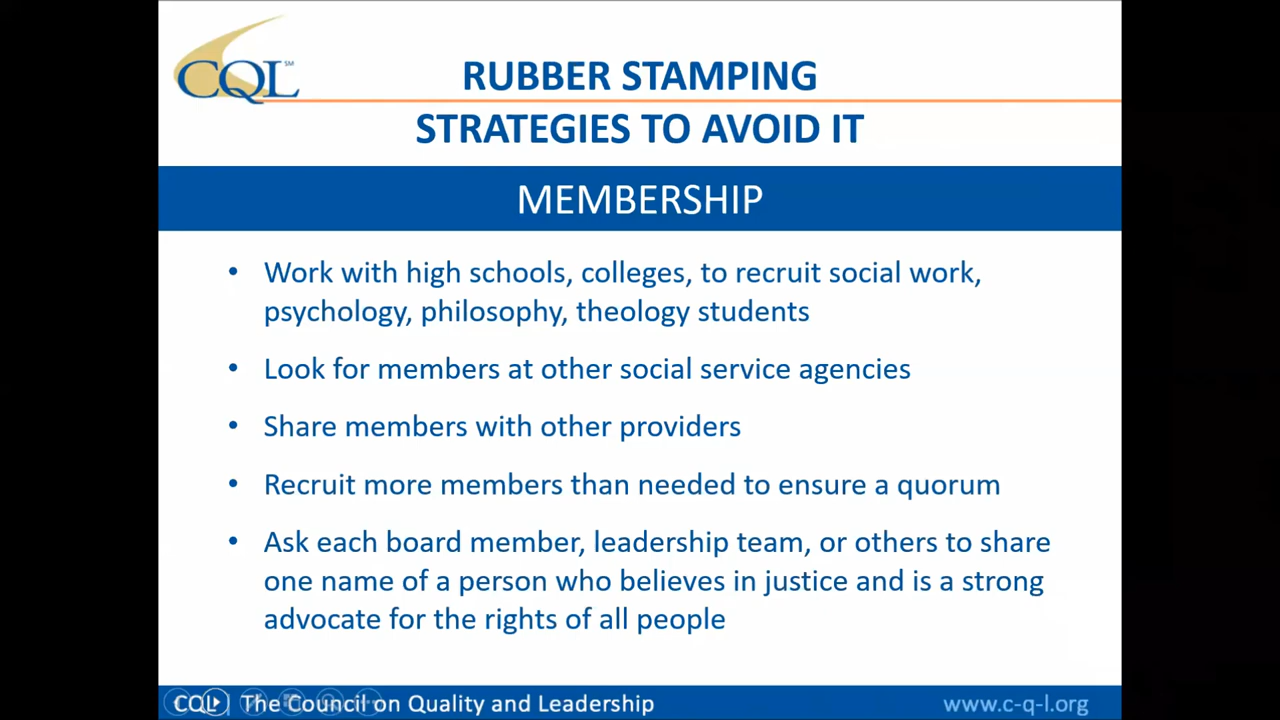 CQL SM
RUBBER STAMPING
STRATEGIES TO AVOID IT
MEMBERSHIP
• Work with high schools, colleges, to recruit social work,
psychology, philosophy, theology students
• Look for members at other social service agencies
• Share members with other providers
• Recruit more members than needed to ensure a quorum
• Ask each board member, leadership team, or others to share
one name of a person who believes in justice and is a strong
advocate for the rights of all people
CQL | The Council on Quality and Leadership
www.c-q-l.org